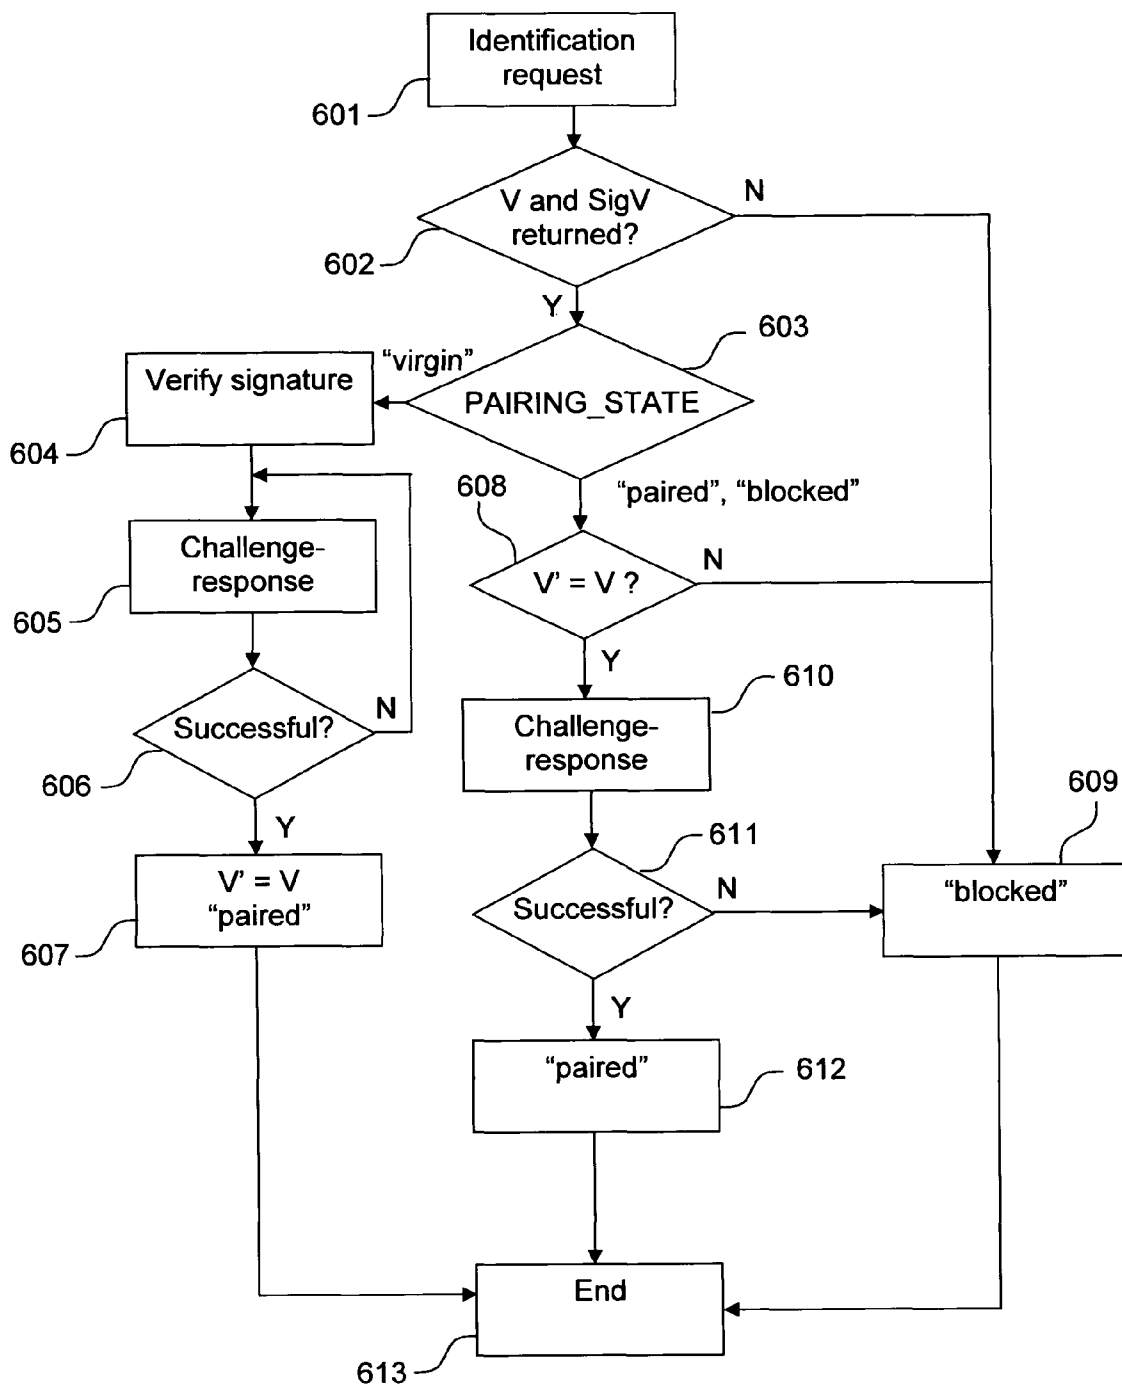 Identification
request
601
V and SigV
returned?
N
602
Y
603
“virgin”
Verify signature
PAIRING_STATE
604
608
“paired”, “blocked”
Challenge-
response
V’ = V ?
N
605
Y
610
Successful?
N
Challenge-
response
606
609
Y
611
V’ = V
“paired”
Successful?
N
“blocked”
607
Y
“paired”
612
End
613